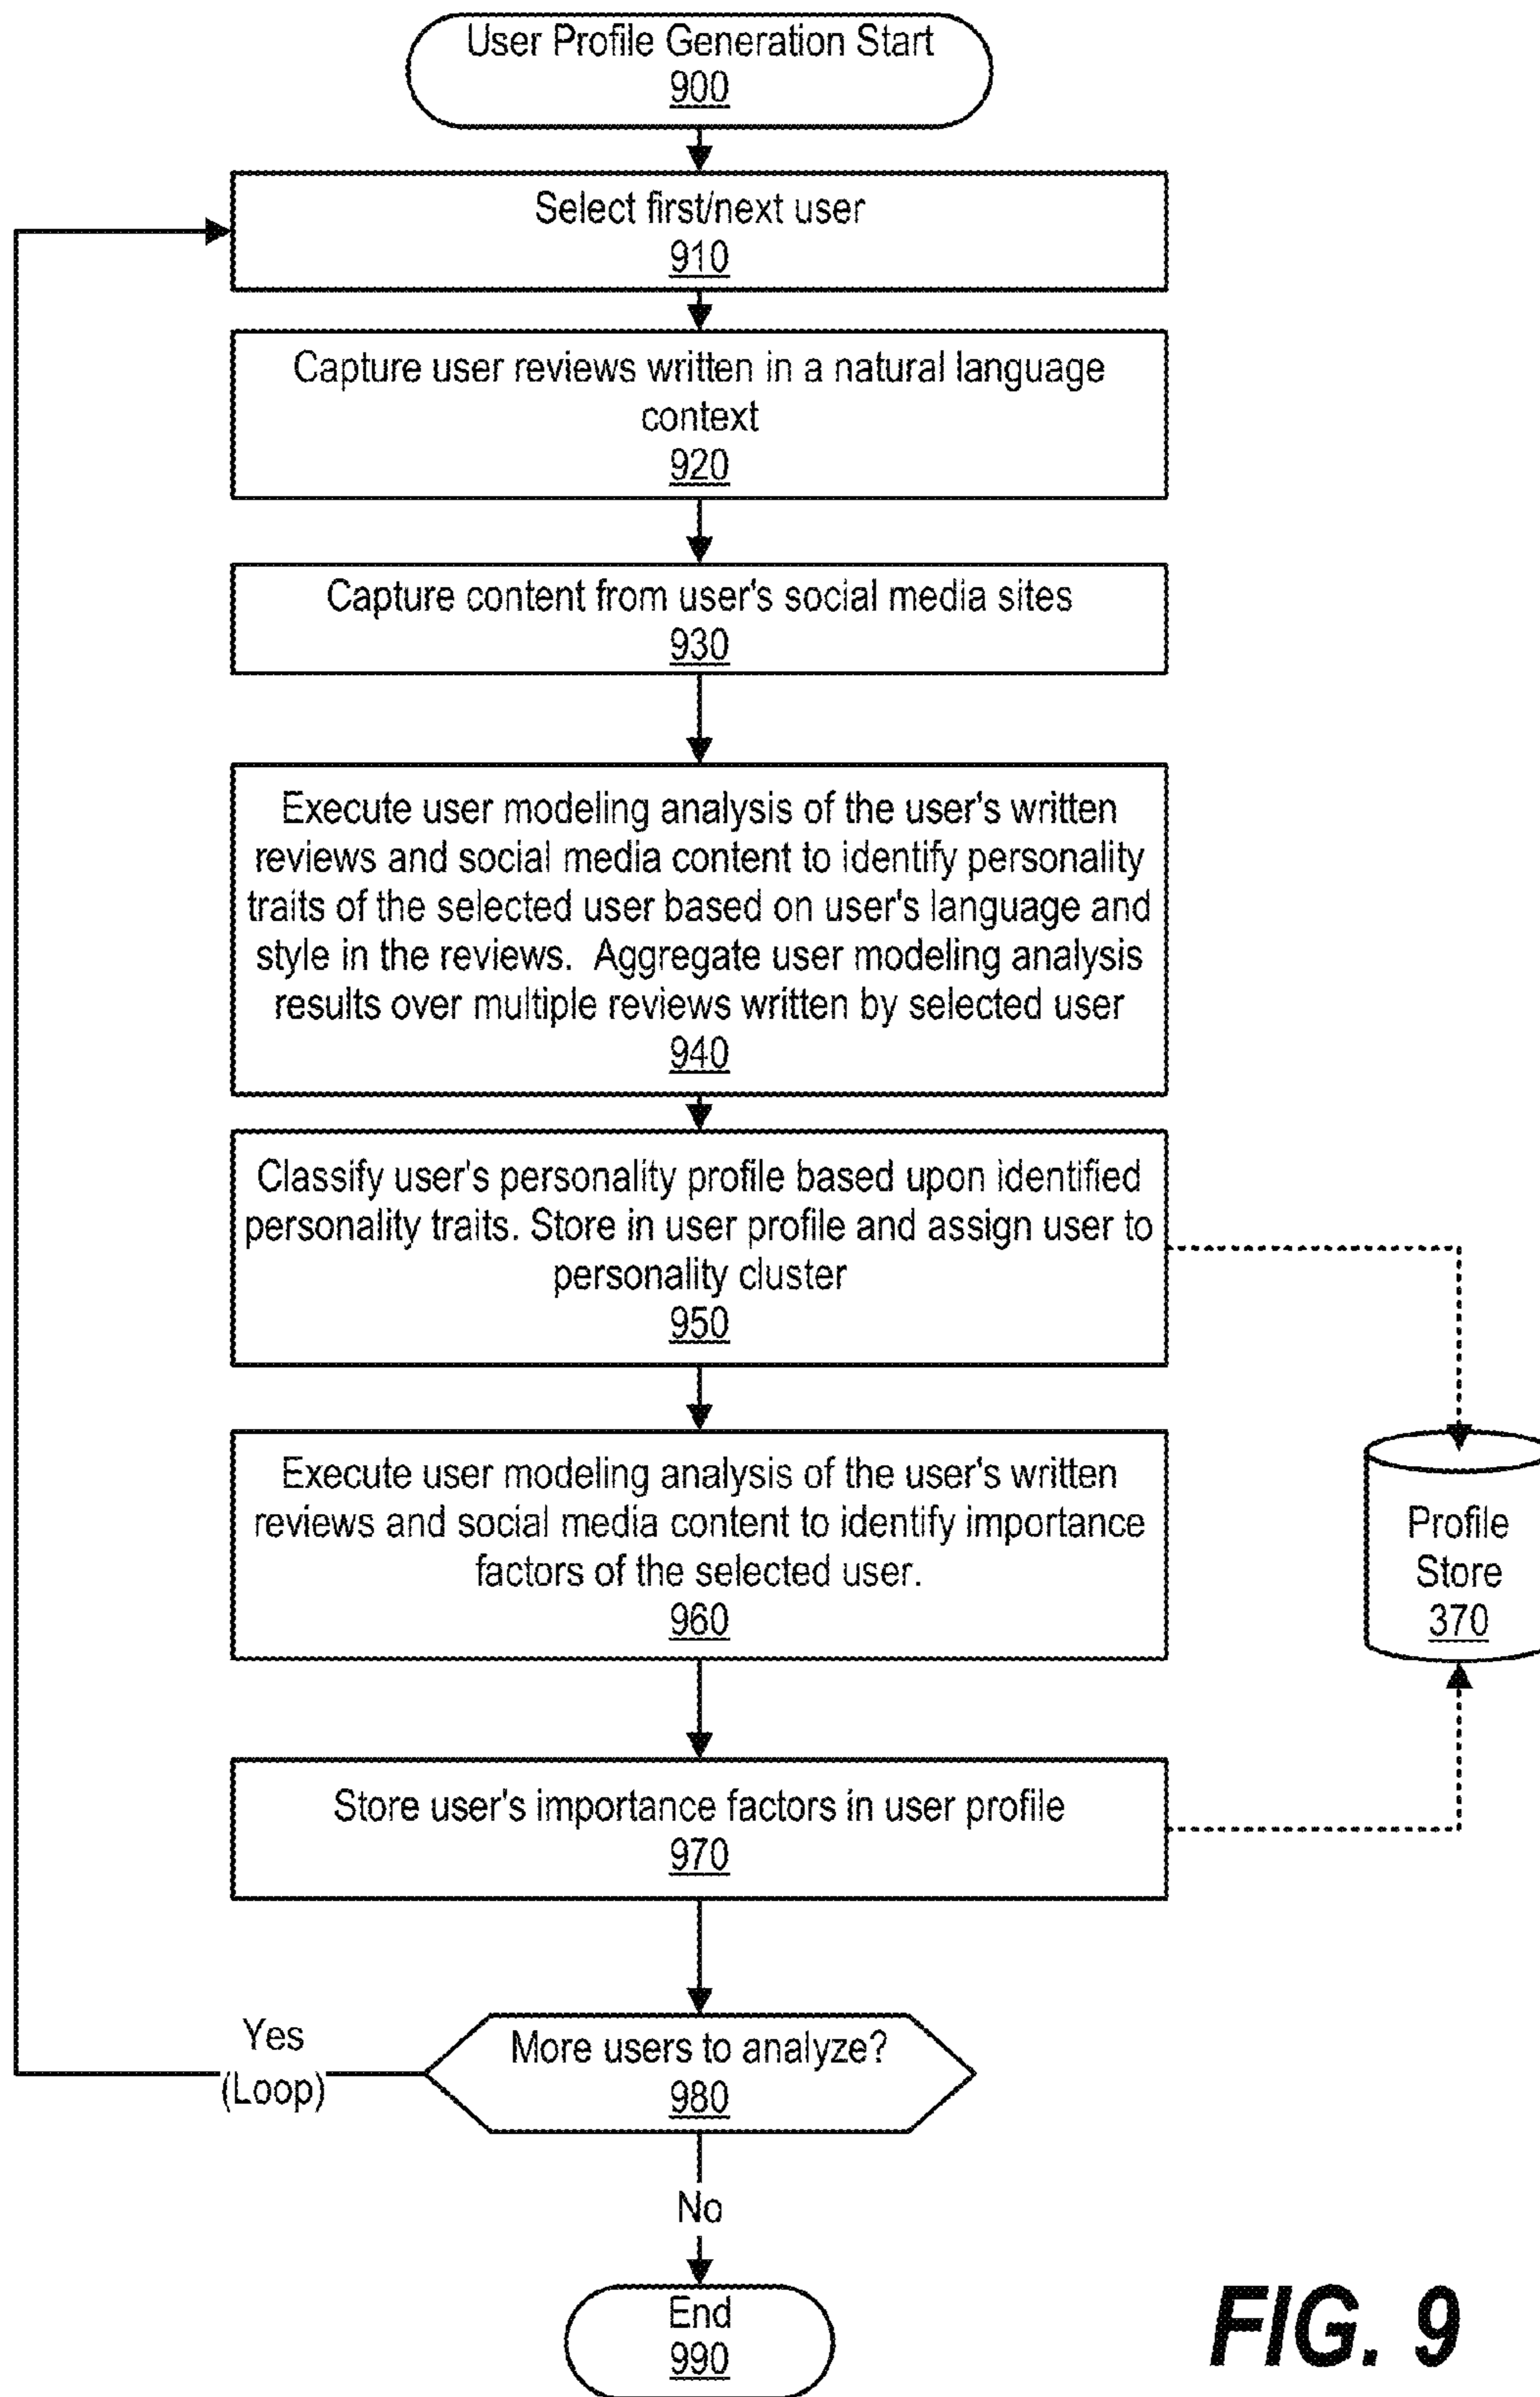 User Profile Generation Start
900
Select first/next user
910
Capture user reviews written in a natural language
context
920
Capture content from user's social media sites
930
Execute user modeling analysis of the user's written
reviews and social media content to identify personality
traits of the selected user based on user's language and
style in the reviews.  Aggregate user modeling analysis
results over multiple reviews written by selected user
940
Classify user's personality profile based upon identified
personality traits. Store in user profile and assign user to
personality cluster
950
Execute user modeling analysis of the user's written
reviews and social media content to identify importance
factors of the selected user.
960
Profile
Store
370
Store user's importance factors in user profile
970
More users to analyze?
980
Yes
(Loop)
No
End
990
FIG. 9